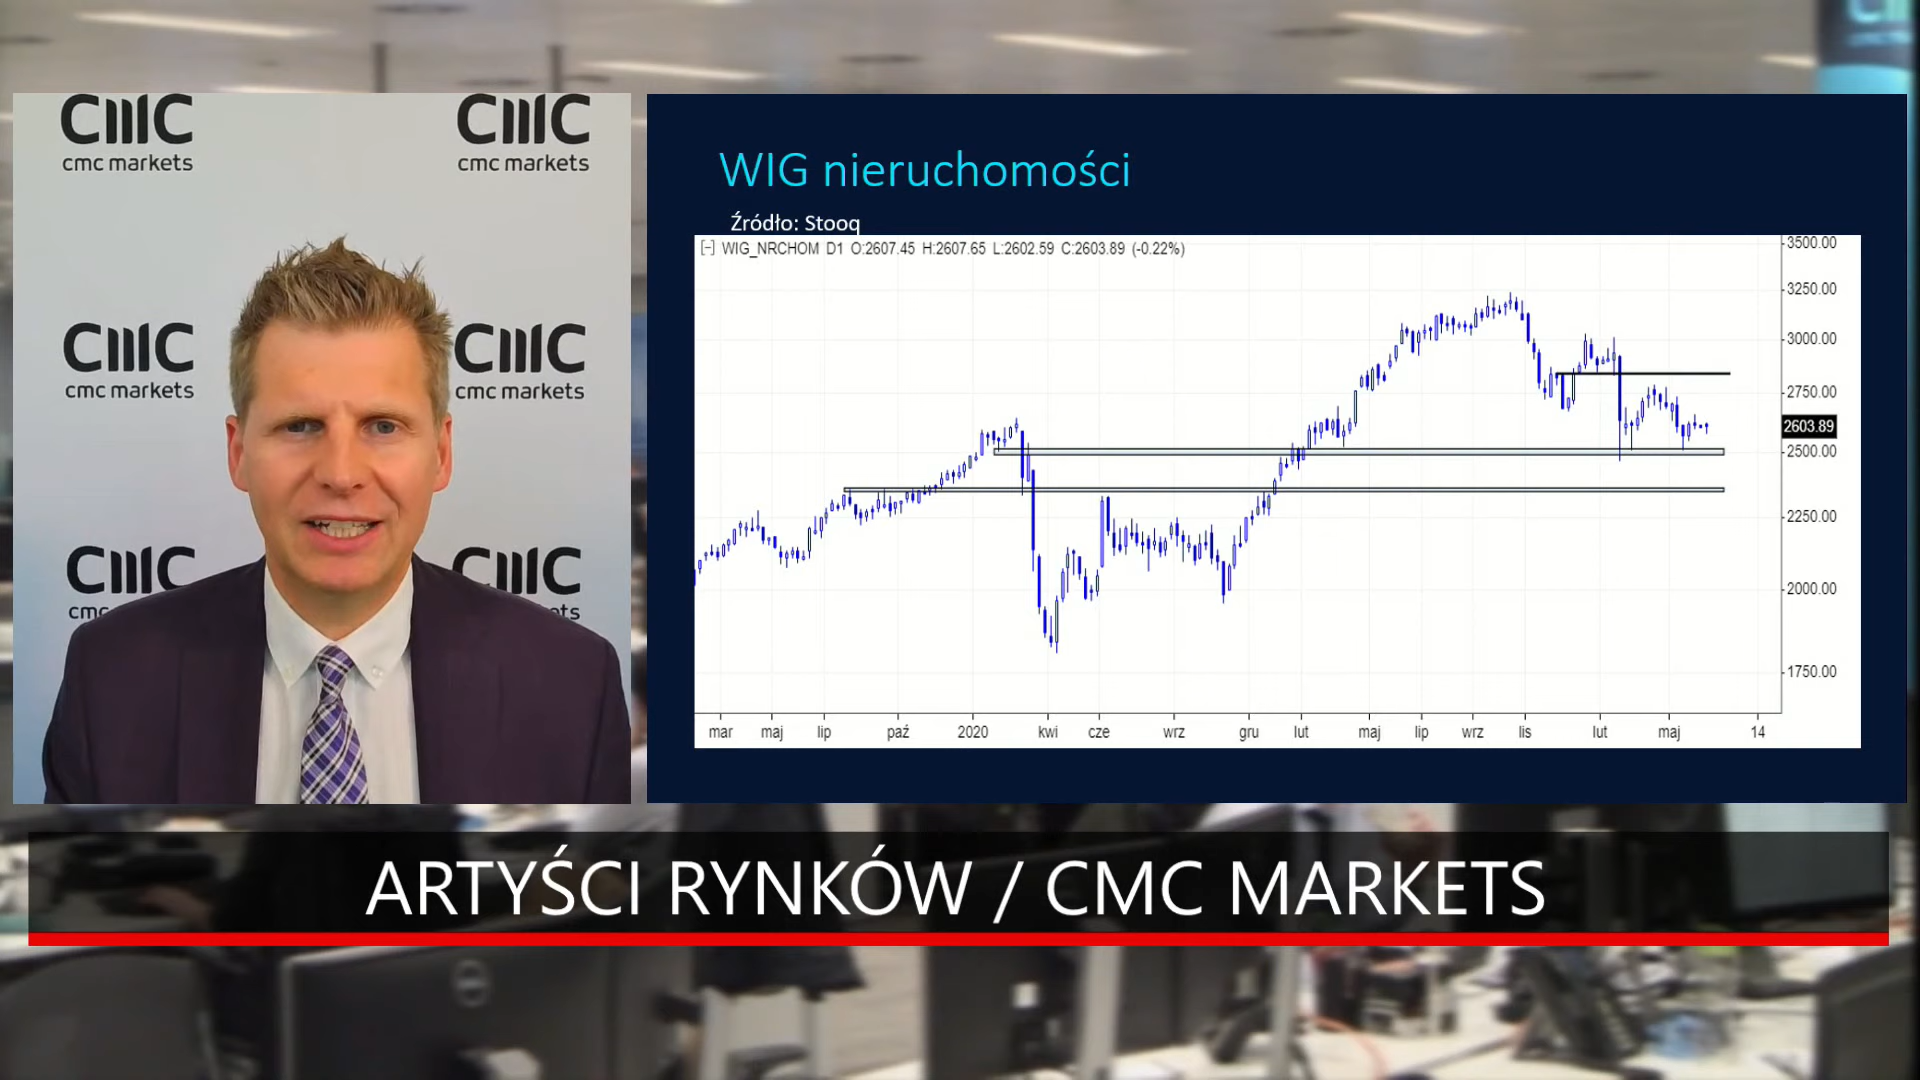 CMC
cmc markets
CMC
cmc markets
CMC
cmc markets
CMC
cmc markets
CMC
cmc
CMC
ets
WIG nieruchomości
Źródło: Stooq
[-] WIG_NRCHOM D1 O:2607.45 H:2607.65 L:2602.59 C:2603.89 (-0.22%)
3500.00
3250.00
3000.00
2750.00
2603.89
2500.00
2250.00
2000.00
1750.00
mar maj lip paź 2020 kwi cze wrz gru lut maj lip wrz lis lut maj 14
ARTYŚCI RYNKÓW / CMC MARKETS